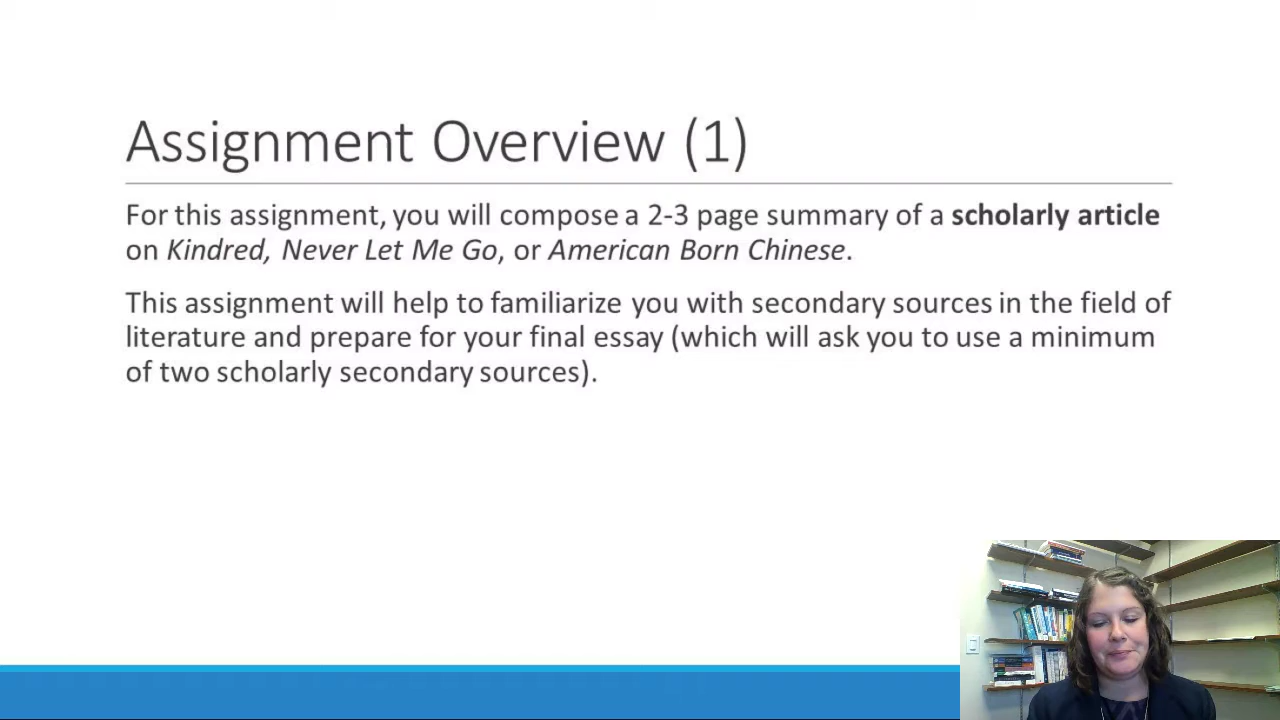 Assignment Overview (1)
For this assignment, you will compose a 2-3 page summary of a scholarly article
on Kindred, Never Let Me Go, or American Born Chinese.
This assignment will help to familiarize you with secondary sources in the field of
literature and prepare for your final essay (which will ask you to use a minimum
of two scholarly secondary sources).